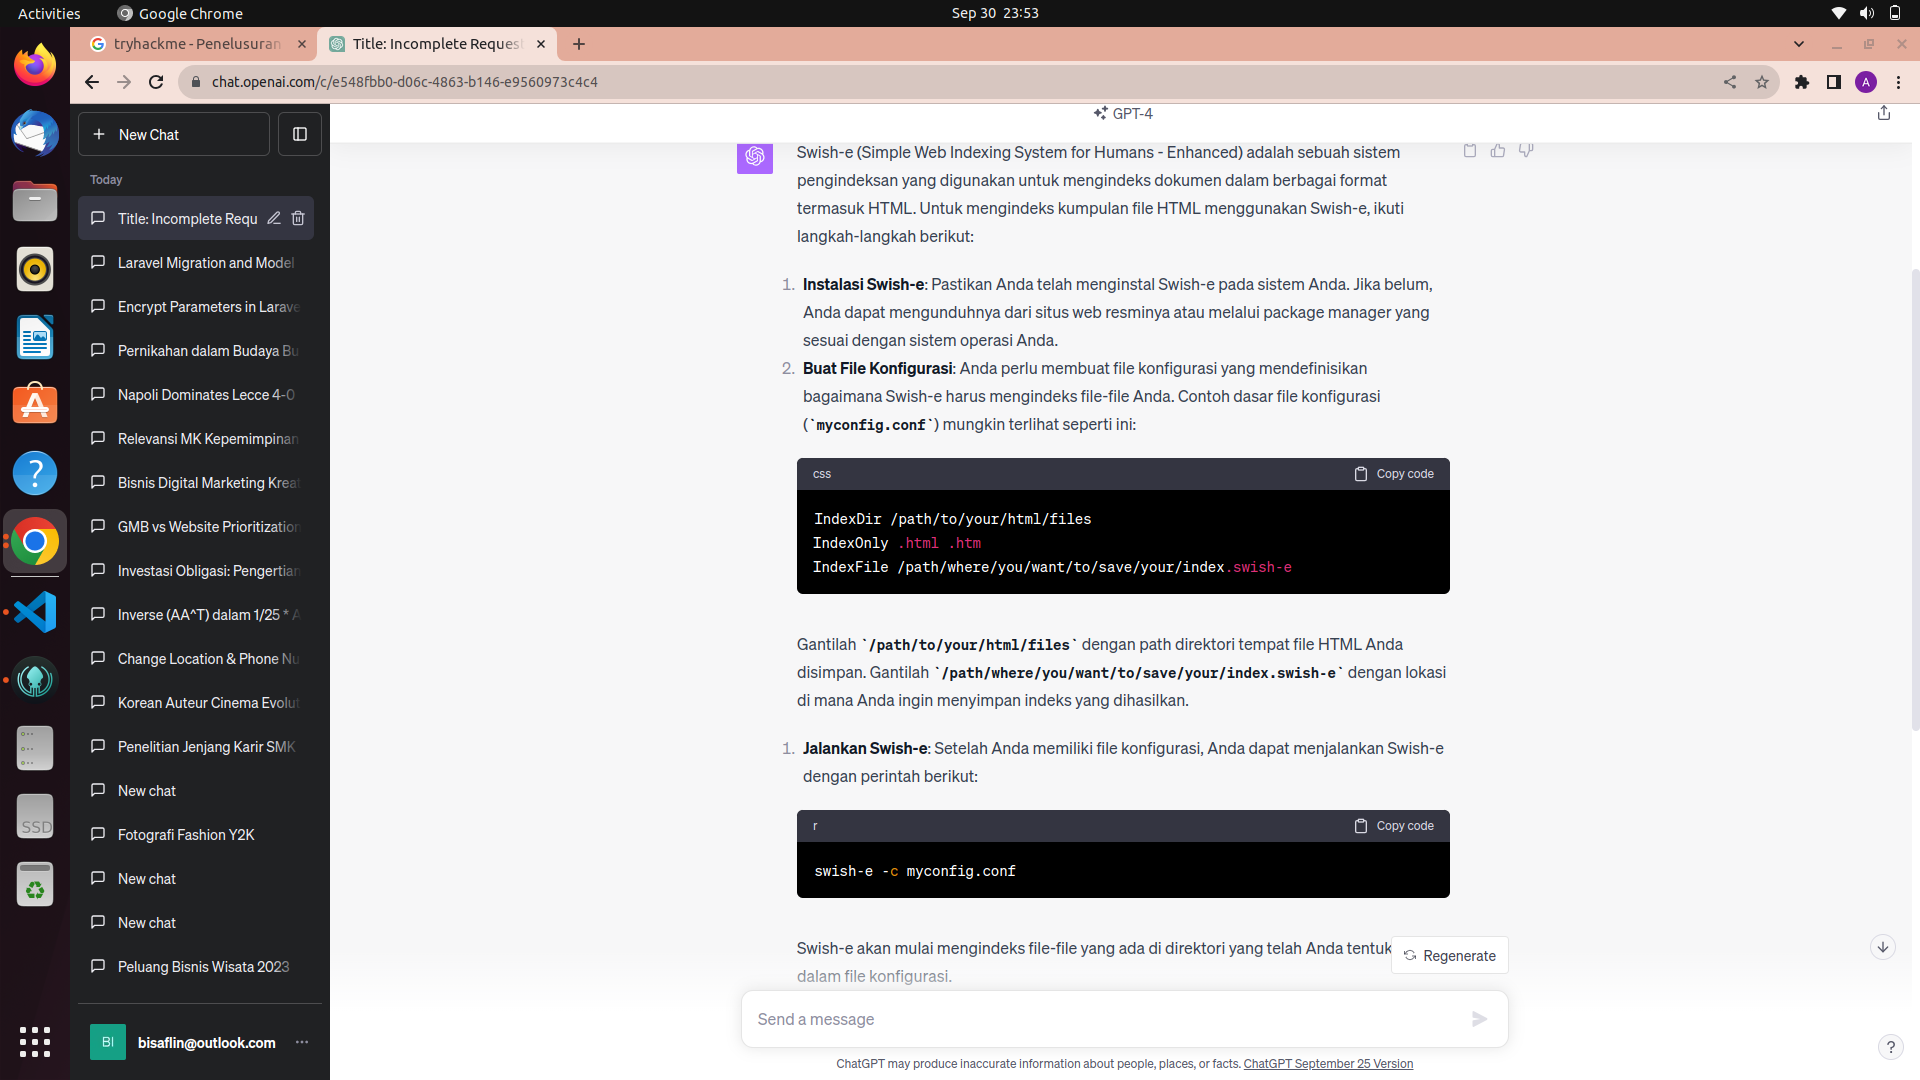 Activities
Google Chrome
Sep 30 23:53
tryhackme - Penelusuran
Title: Incomplete Reques
chat.openai.com/c/e548fbb0-d06c-4863-b146-e9560973c4c4
A
New Chat
Today
Title: Incomplete Requ
Laravel Migration and Model
Encrypt Parameters in Larave
Pernikahan dalam Budaya Bu
Napoli Dominates Lecce 4-0
Relevansi MK Kepemimpinan
Bisnis Digital Marketing Kreat
GMB vs Website Prioritization
Investasi Obligasi: Pengertian
Inverse (AA^T) dalam 1/25 * A
Change Location & Phone Nu
Korean Auteur Cinema Evolut
Penelitian Jenjang Karir SMK
New chat
Fotografi Fashion Y2K
New chat
New chat
Peluang Bisnis Wisata 2023
BI
bisaflin@outlook.com
SSD
GPT-4
Swish-e (Simple Web Indexing System for Humans - Enhanced) adalah sebuah sistem
pengindeksan yang digunakan untuk mengindeks dokumen dalam berbagai format
termasuk HTML. Untuk mengindeks kumpulan file HTML menggunakan Swish-e, ikuti
langkah-langkah berikut:
1. Instalasi Swish-e: Pastikan Anda telah menginstal Swish-e pada sistem Anda. Jika belum,
Anda dapat mengunduhnya dari situs web resminya atau melalui package manager yang
sesuai dengan sistem operasi Anda.
2. Buat File Konfigurasi: Anda perlu membuat file konfigurasi yang mendefinisikan
bagaimana Swish-e harus mengindeks file-file Anda. Contoh dasar file konfigurasi
(`myconfig.conf`) mungkin terlihat seperti ini:
css
Copy code
IndexDir /path/to/your/html/files
IndexOnly .html .htm
IndexFile /path/where/you/want/to/save/your/index.swish-e
Gantilah `/path/to/your/html/files` dengan path direktori tempat file HTML Anda
disimpan. Gantilah `/path/where/you/want/to/save/your/index.swish-e` dengan lokasi
di mana Anda ingin menyimpan indeks yang dihasilkan.
1. Jalankan Swish-e: Setelah Anda memiliki file konfigurasi, Anda dapat menjalankan Swish-e
dengan perintah berikut:
r
Copy code
swish-e -c myconfig.conf
Swish-e akan mulai mengindeks file-file yang ada di direktori yang telah Anda tentuk
dalam file konfigurasi.
Regenerate
Send a message
ChatGPT may produce inaccurate information about people, places, or facts. ChatGPT September 25 Version
?